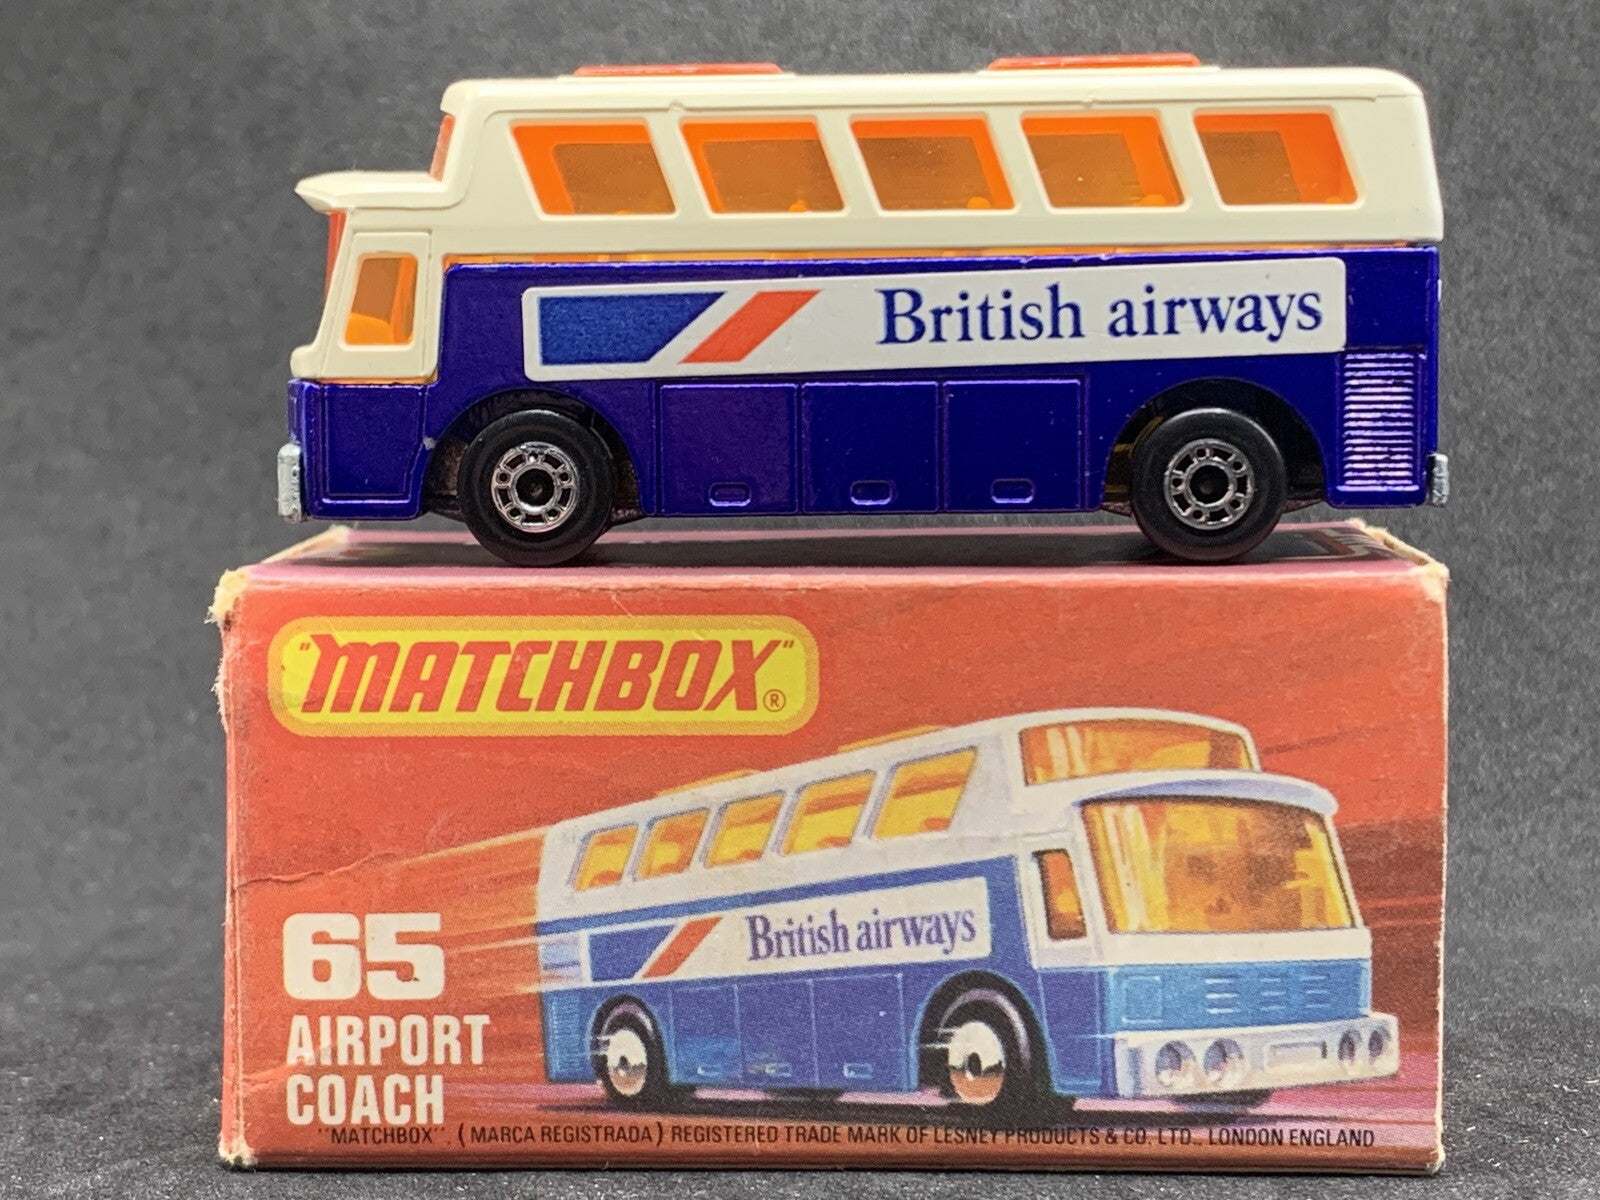 British airways
"MATCHBOX"®
British airways
65
AIRPORT
COACH
"MATCHBOX". (MARCA REGISTRADA) REGISTERED TRADE MARK OF LESNEY PRODUCTS & CO. LTD., LONDON ENGLAND